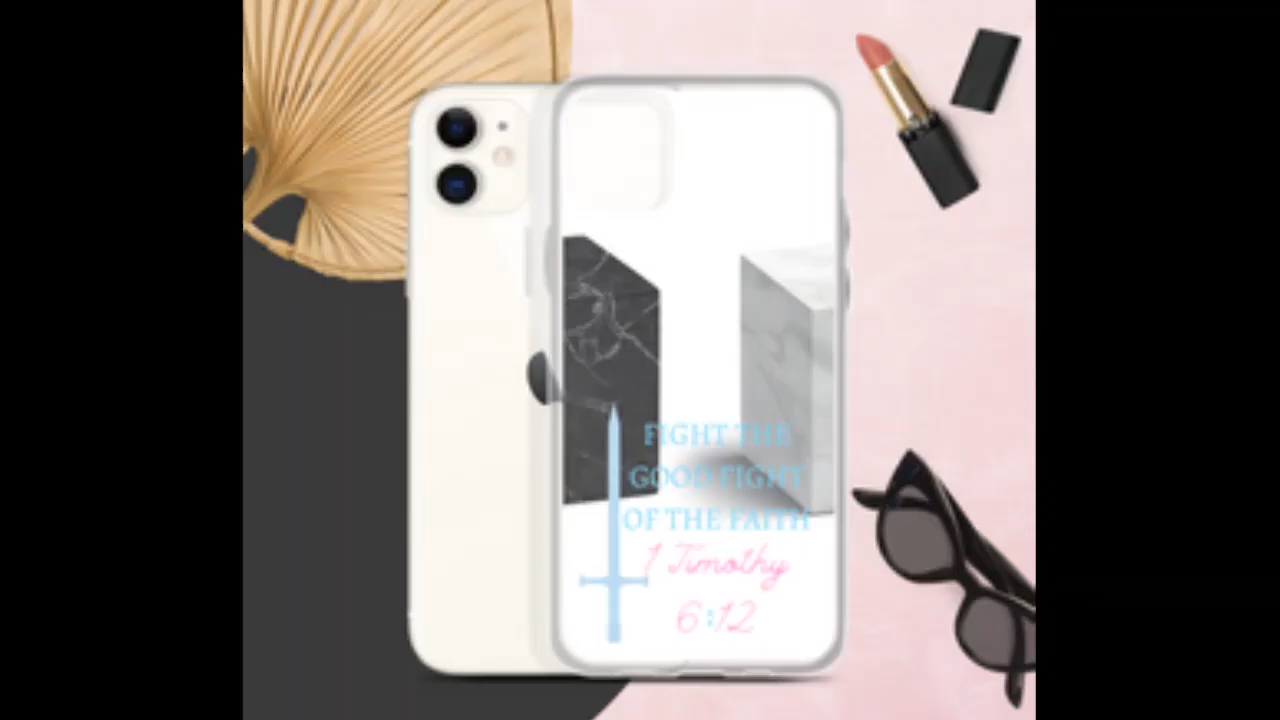 FIGHT THE
GOOD FIGHT
OF THE FAITH
1 Timothy
6:12